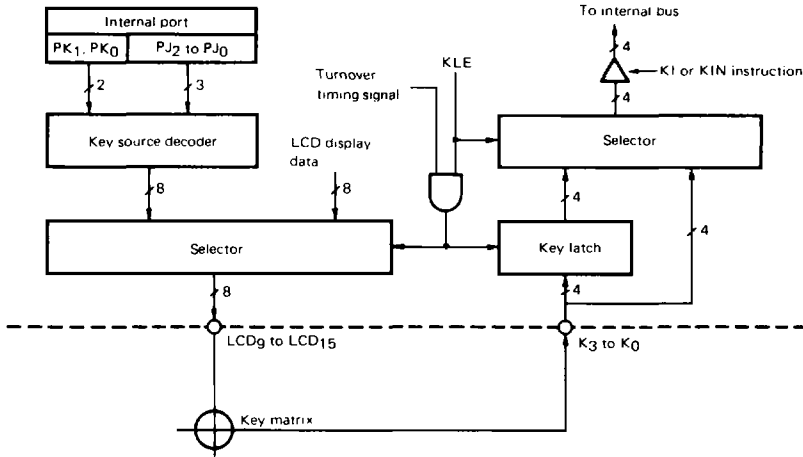 Internal port
PK1, PK0
PJ2 to PJ0
2
3
Key source decoder
8
LCD display
data
8
Selector
8
LCD9 to LCD15
Key matrix
Turnover
timing signal
KLE
To internal bus
4
KI or KIN instruction
4
Selector
4
4
Key latch
4
K3 to K0